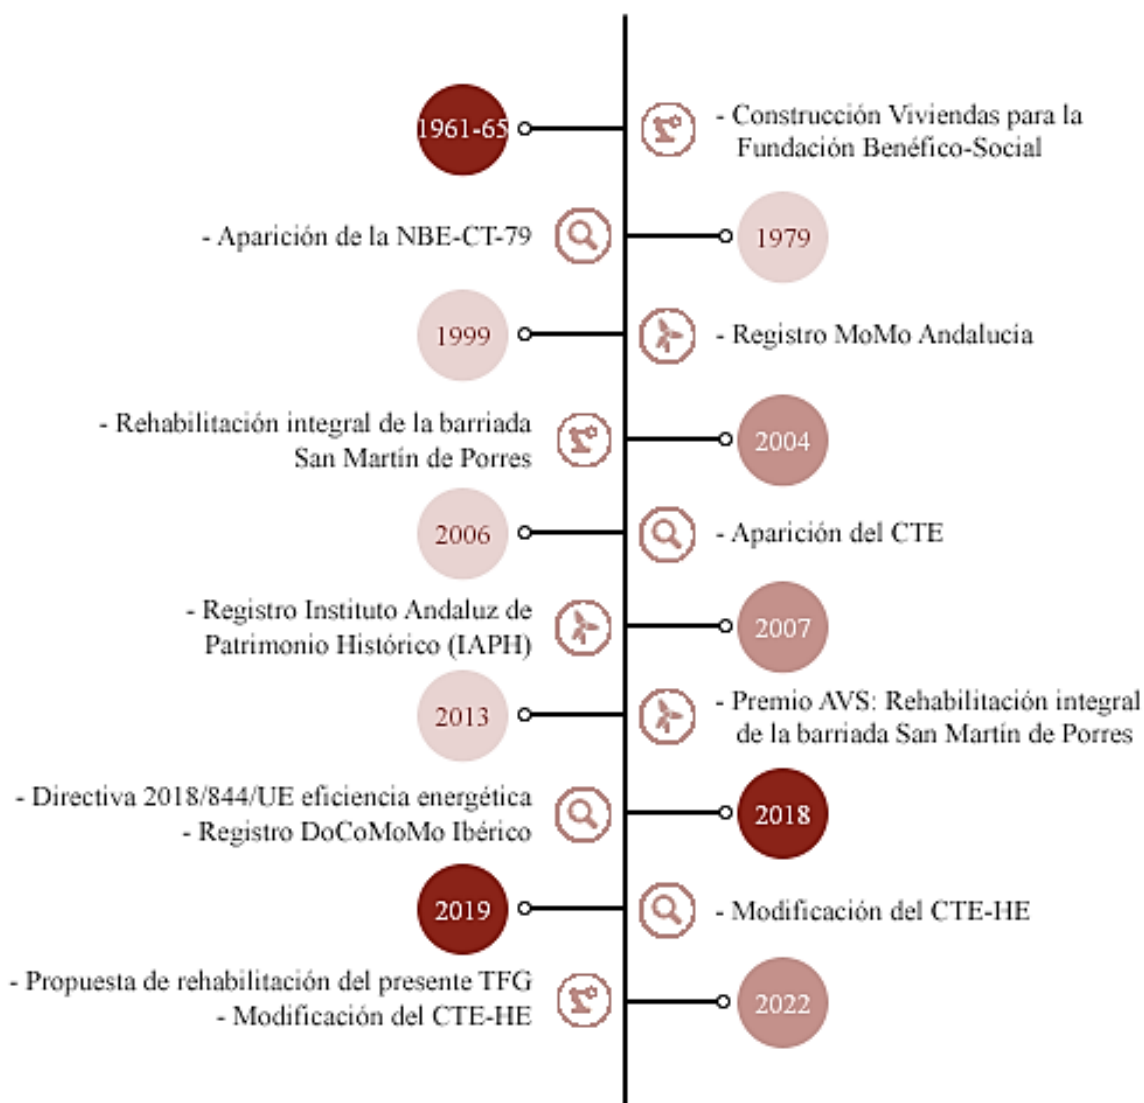 1961-65
- Construcción Viviendas para la
Fundación Benéfico-Social
- Aparición de la NBE-CT-79
1979
1999
- Registro MoMo Andalucía
- Rehabilitación integral de la barriada
San Martín de Porres
2004
2006
- Aparición del CTE
- Registro Instituto Andaluz de
Patrimonio Histórico (IAPH)
2007
2013
- Premio AVS: Rehabilitación integral
de la barriada San Martín de Porres
- Directiva 2018/844/UE eficiencia energética
- Registro DoCoMoMo Ibérico
2018
2019
- Modificación del CTE-HE
- Propuesta de rehabilitación del presente TFG
- Modificación del CTE-HE
2022